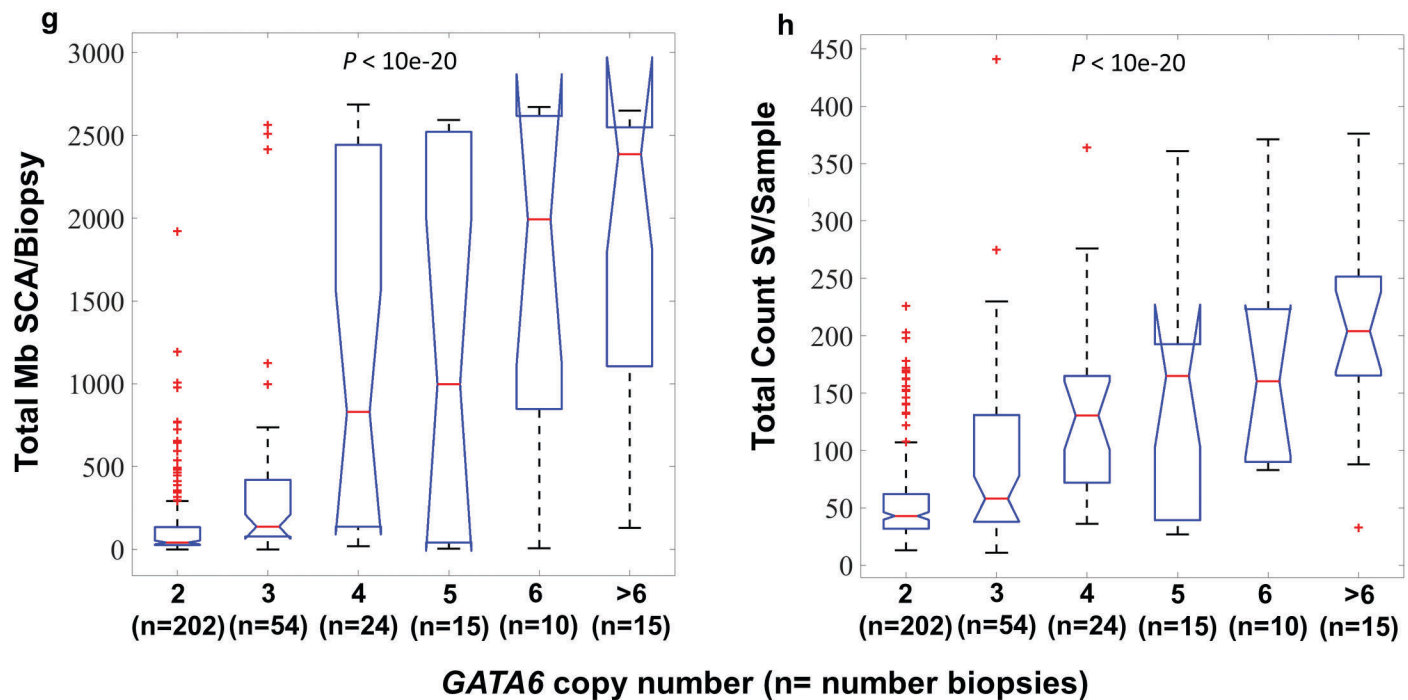 g
P < 10e-20
Total Mb SCA/Biopsy
3000
2500
2000
1500
1000
500
0
2 3 4 5 6 >6
(n=202) (n=54) (n=24) (n=15) (n=10) (n=15)
h
P < 10e-20
Total Count SV/Sample
450
400
350
300
250
200
150
100
50
0
2 3 4 5 6 >6
(n=202) (n=54) (n=24) (n=15) (n=10) (n=15)
GATA6 copy number (n= number biopsies)